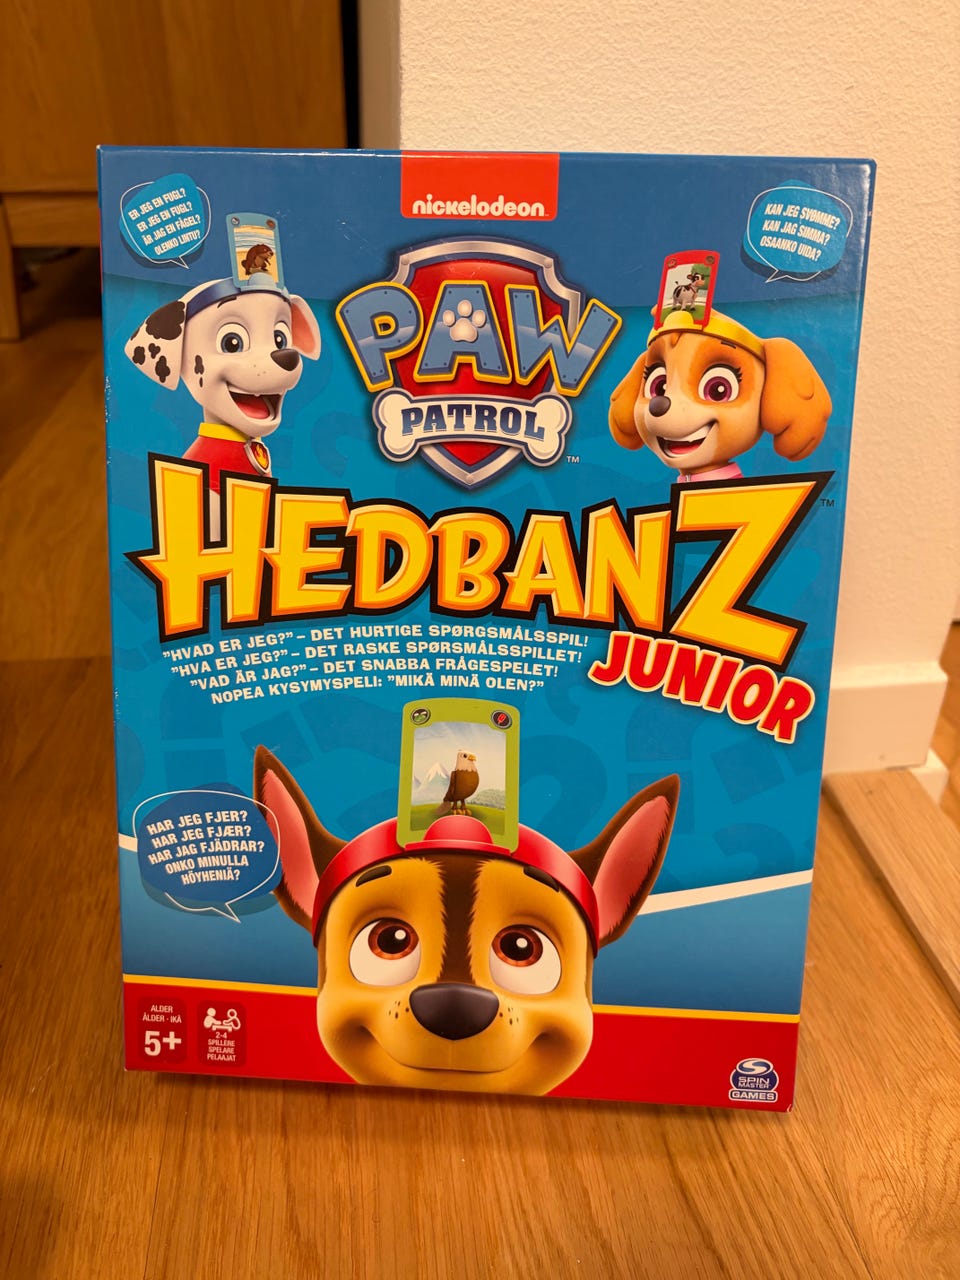 nickelodeon
ER JEG EN FUGL?
ER JEG EN FUGL?
ÄR JAG EN FÅGEL?
OLENKO LINTU?
KAN JEG SVØMME?
KAN JAG SIMMA?
OSAANKO UIDA?
PAW
PATROL
TM
HEDBANZ
TM
JUNIOR
"HVAD ER JEG?" – DET HURTIGE SPØRGSMÅLSSPIL!
"HVA ER JEG?" – DET RASKE SPØRSMÅLSSPILLET!
"VAD ÄR JAG?" – DET SNABBA FRÅGESPELET!
NOPEA KYSYMYSPELI: "MIKÄ MINÄ OLEN?"
HAR JEG FJER?
HAR JEG FJÆR?
HAR JAG FJÄDRAR?
ONKO MINULLA
HÖYHENIÄ?
ALDER
ÅLDER · IKÄ
5+
2-4
SPILLERE
SPELARE
PELAAJAT
SPIN
MASTER
GAMES